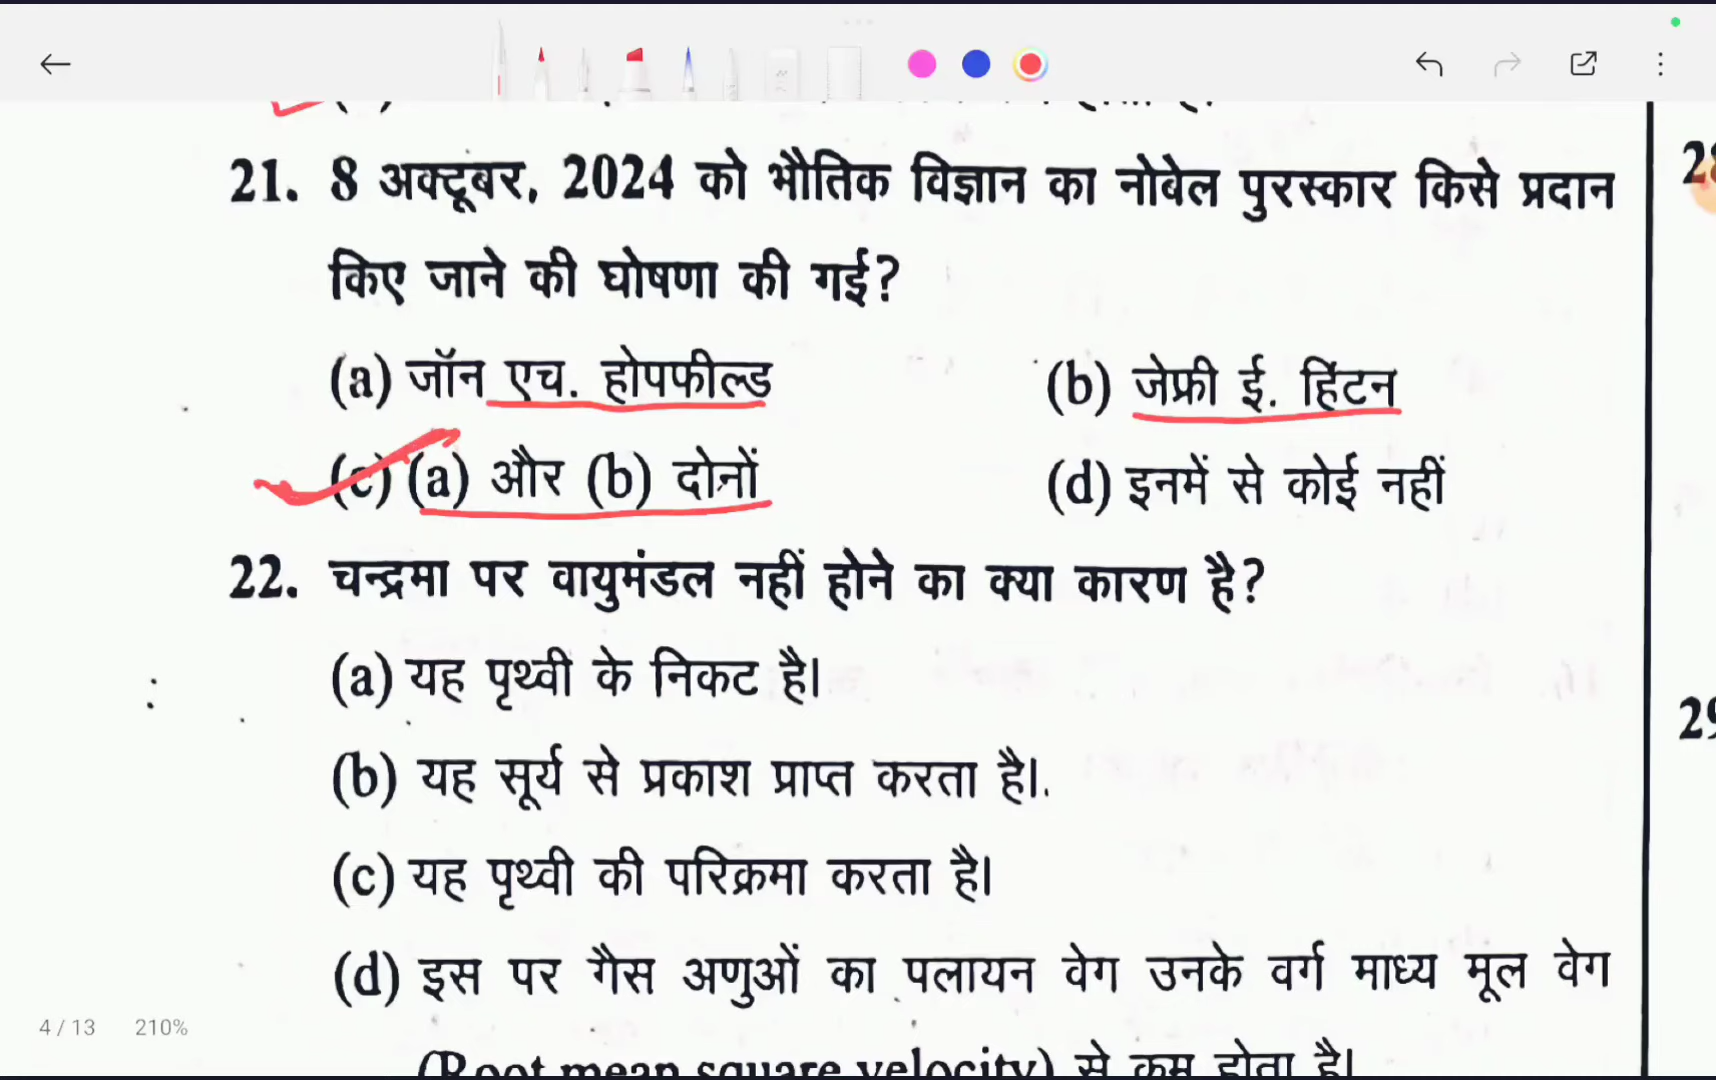 21. 8 अक्टूबर, 2024 को भौतिक विज्ञान का नोबेल पुरस्कार किसे प्रदान
किए जाने की घोषणा की गई?
(a) जॉन एच. होपफील्ड (b) जेफ्री ई. हिंटन
(c) (a) और (b) दोनों (d) इनमें से कोई नहीं
22. चन्द्रमा पर वायुमंडल नहीं होने का क्या कारण है?
(a) यह पृथ्वी के निकट है।
(b) यह सूर्य से प्रकाश प्राप्त करता है।
(c) यह पृथ्वी की परिक्रमा करता है।
(d) इस पर गैस अणुओं का पलायन वेग उनके वर्ग माध्य मूल वेग
(Root mean square velocity) से कम होता है।
4 / 13 210%